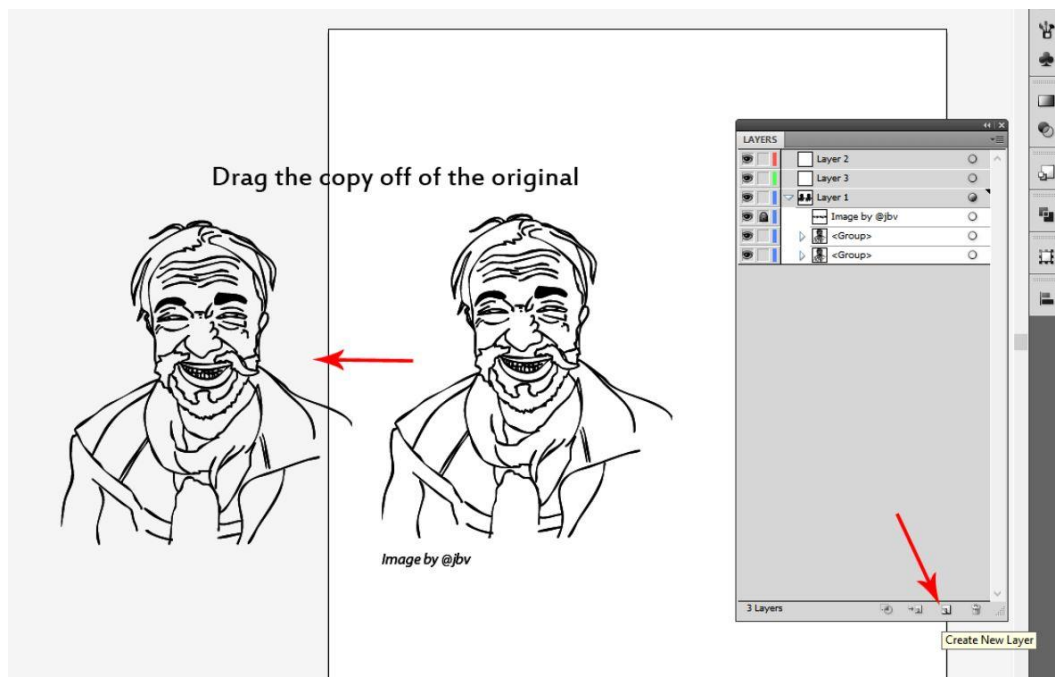 Drag the copy off of the original
Image by @jbv
LAYERS
Layer 2
Layer 3
Layer 1
Image by @jbv
<Group>
<Group>
3 Layers
Create New Layer